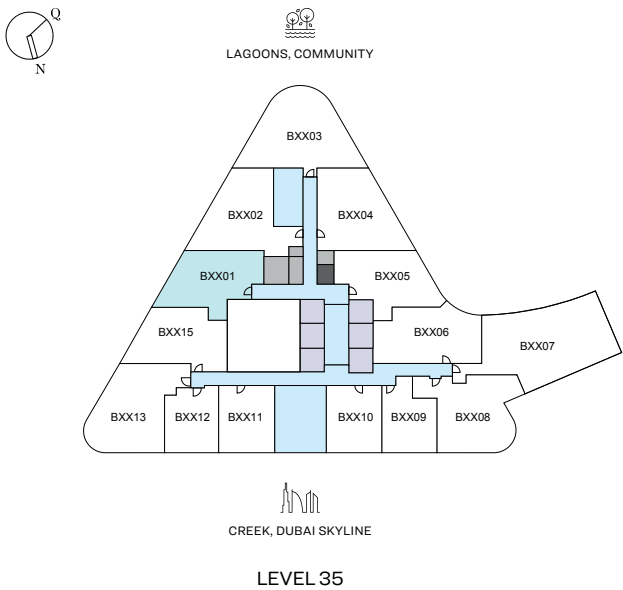 Q
N
LAGOONS, COMMUNITY
BXX03
BXX02
BXX04
BXX01
BXX05
BXX15
BXX06
BXX07
BXX13
BXX12
BXX11
BXX10
BXX09
BXX08
CREEK, DUBAI SKYLINE
LEVEL 35